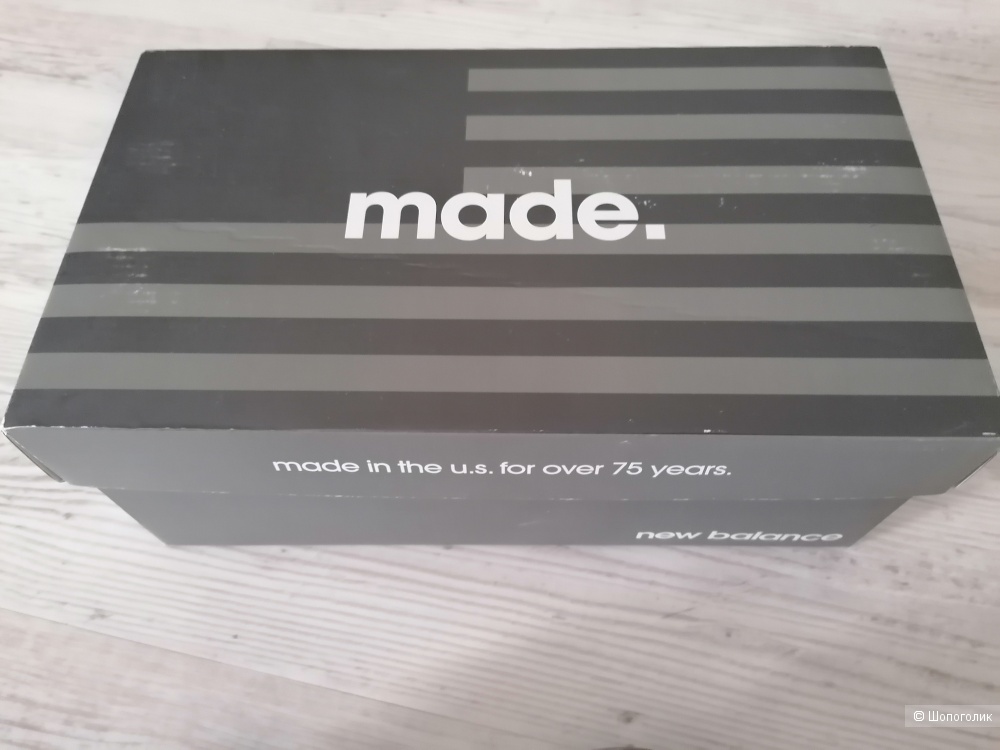 made.
made in the u.s. for over 75 years.
new balance
© Шопоголик